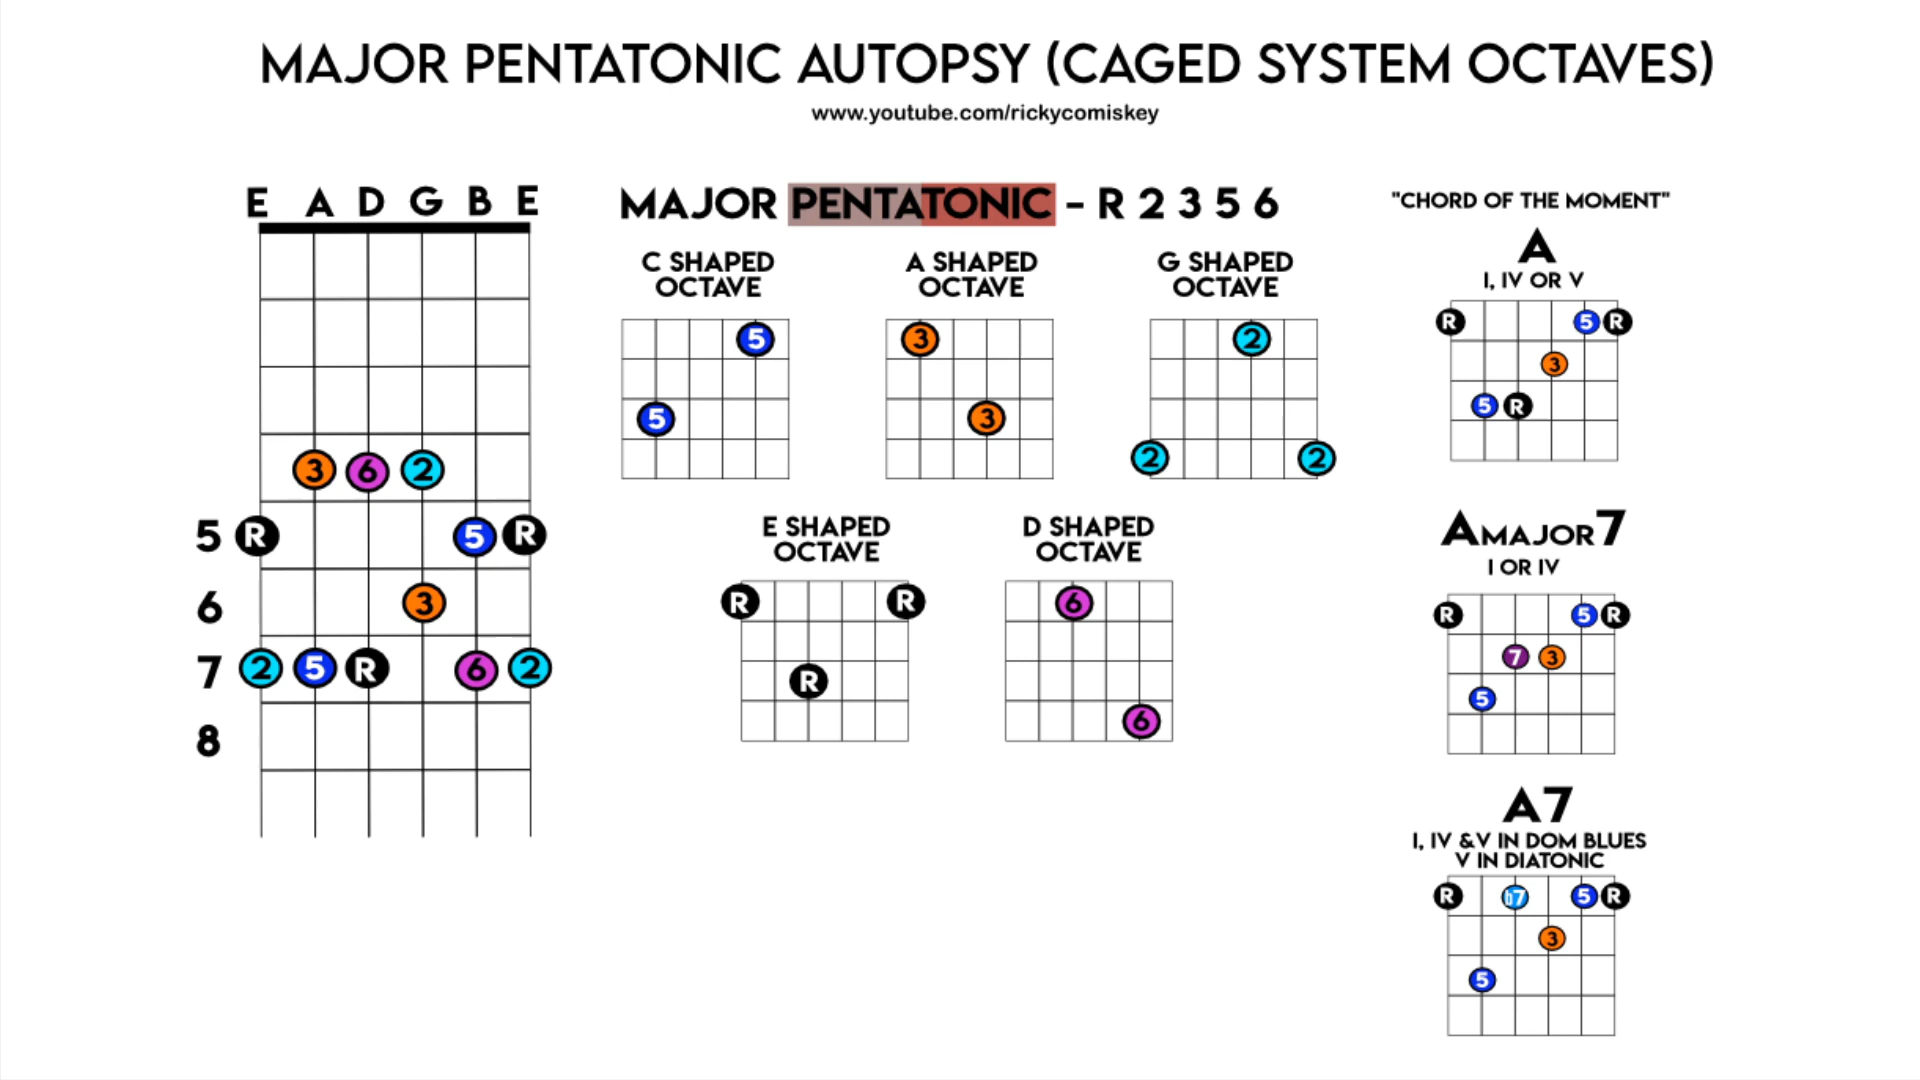 MAJOR PENTATONIC AUTOPSY (CAGED SYSTEM OCTAVES)
www.youtube.com/rickycomiskey
E A D G B E
3 6 2
5 R 5 R
6 3
7 2 5 R 6 2
8
MAJOR PENTATONIC - R 2 3 5 6
C SHAPED
OCTAVE
5
5
A SHAPED
OCTAVE
3
3
G SHAPED
OCTAVE
2
2 2
E SHAPED
OCTAVE
R R
R
D SHAPED
OCTAVE
6
6
"CHORD OF THE MOMENT"
A
I, IV OR V
R 5 R
3
5 R
AMAJOR7
I OR IV
R 5 R
7 3
5
A7
I, IV &V IN DOM BLUES
V IN DIATONIC
R b7 5 R
3
5